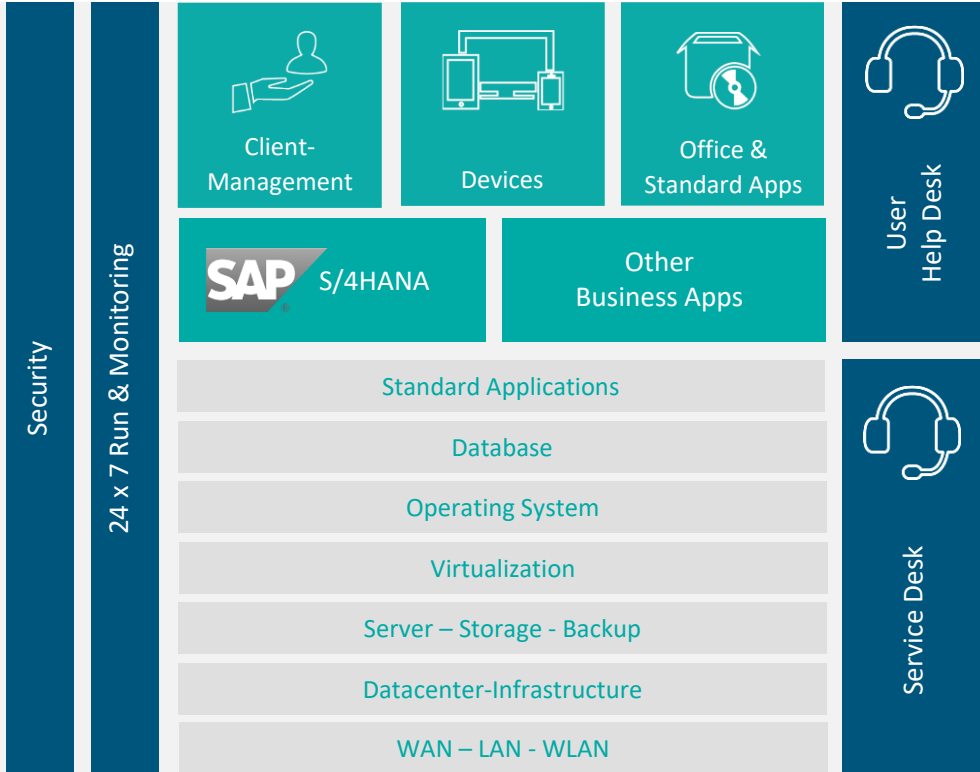 Security
24 x 7 Run & Monitoring
Client-
Management
Devices
Office &
Standard Apps
User
Help Desk
SAP S/4HANA
Other
Business Apps
Standard Applications
Database
Operating System
Virtualization
Server – Storage - Backup
Datacenter-Infrastructure
WAN – LAN - WLAN
Service Desk